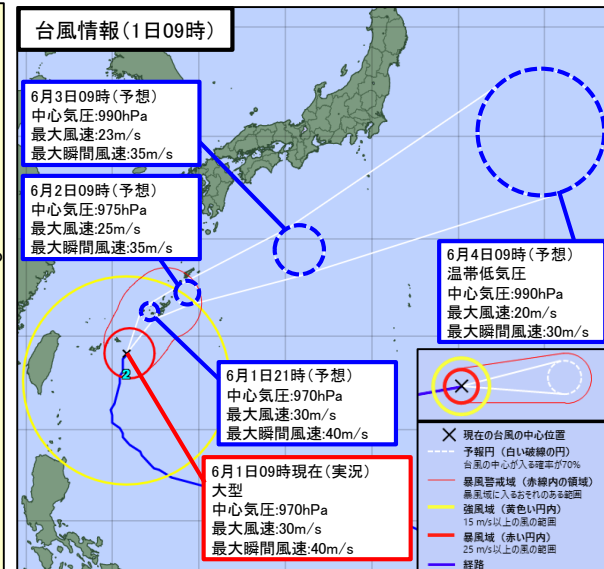 台風情報(1日09時)
6月3日09時(予想)
中心気圧:990hPa
最大風速:23m/s
最大瞬間風速:35m/s
6月2日09時(予想)
中心気圧:975hPa
最大風速:25m/s
最大瞬間風速:35m/s
6月4日09時(予想)
温帯低気圧
中心気圧:990hPa
最大風速:20m/s
最大瞬間風速:30m/s
6月1日21時(予想)
中心気圧:970hPa
最大風速:30m/s
最大瞬間風速:40m/s
6月1日09時現在(実況)
大型
中心気圧:970hPa
最大風速:30m/s
最大瞬間風速:40m/s
現在の台風の中心位置
予報円（白い破線の円）
台風の中心が入る確率が70%
暴風警戒域（赤線内の領域）
暴風域に入るおそれのある範囲
強風域（黄色い円内）
15 m/s以上の風の範囲
暴風域（赤い円内）
25 m/s以上の風の範囲
経路